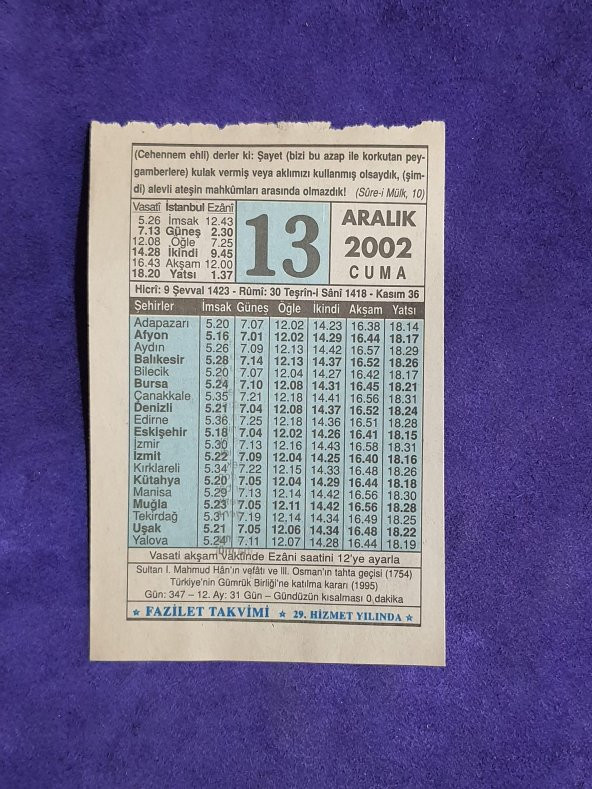 (Cehennem ehli) derler ki: Şayet (bizi bu azap ile korkutan pey-
gamberlere) kulak vermiş veya aklımızı kullanmış olsaydık, (şim-
di) alevli ateşin mahkûmları arasında olmazdık! (Sûre-i Mülk, 10)
Vasatî İstanbul Ezânî
5.26 İmsak 12.43
7.13 Güneş 2.30
12.08 Öğle 7.25
14.28 İkindi 9.45
16.43 Akşam 12.00
18.20 Yatsı 1.37
13
ARALIK
2002
CUMA
Hicrî: 9 Şevval 1423 - Rûmî: 30 Teşrîn-i Sânî 1418 - Kasım 36
Şehirler İmsak Güneş Öğle İkindi Akşam Yatsı
Adapazarı 5.20 7.07 12.02 14.23 16.38 18.14
Afyon 5.16 7.01 12.02 14.29 16.44 18.17
Aydın 5.26 7.09 12.13 14.42 16.57 18.29
Balıkesir 5.28 7.14 12.13 14.37 16.52 18.26
Bilecik 5.20 7.07 12.04 14.27 16.42 18.17
Bursa 5.24 7.10 12.08 14.31 16.45 18.21
Çanakkale 5.35 7.21 12.18 14.41 16.56 18.31
Denizli 5.21 7.04 12.08 14.37 16.52 18.24
Edirne 5.36 7.25 12.18 14.36 16.51 18.28
Eskişehir 5.18 7.04 12.02 14.26 16.41 18.15
İzmir 5.30 7.13 12.16 14.43 16.58 18.31
İzmit 5.22 7.09 12.04 14.25 16.40 18.16
Kırklareli 5.34 7.22 12.15 14.33 16.48 18.26
Kütahya 5.20 7.05 12.04 14.29 16.44 18.18
Manisa 5.29 7.13 12.14 14.42 16.56 18.30
Muğla 5.23 7.05 12.11 14.42 16.56 18.28
Tekirdağ 5.31 7.19 12.14 14.34 16.49 18.25
Uşak 5.21 7.05 12.06 14.34 16.48 18.22
Yalova 5.24 7.11 12.07 14.28 16.44 18.19
Vasati akşam vaktinde Ezâni saatini 12'ye ayarla
Sultan I. Mahmud Hân'ın vefâtı ve III. Osman'ın tahta geçişi (1754)
Türkiye'nin Gümrük Birliği'ne katılma kararı (1995)
Gün: 347 – 12. Ay: 31 Gün – Gündüzün kısalması 0 dakika
★ FAZİLET TAKVİMİ ★ 29. HİZMET YILINDA ★